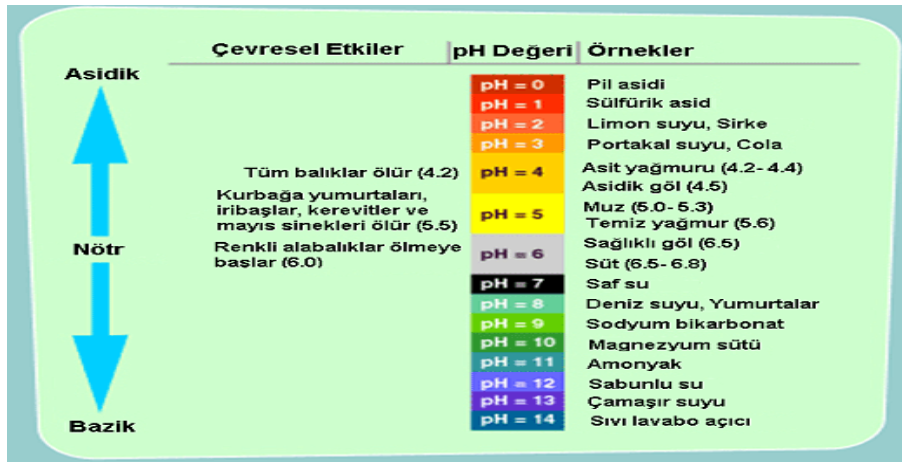 Çevresel Etkiler pH Değeri Örnekler
Asidik
pH = 0 Pil asidi
pH = 1 Sülfürik asid
pH = 2 Limon suyu, Sirke
pH = 3 Portakal suyu, Cola
Tüm balıklar ölür (4.2) pH = 4 Asit yağmuru (4.2- 4.4)
Asidik göl (4.5)
Kurbağa yumurtaları,
iribaşlar, kerevitler ve
mayıs sinekleri ölür (5.5)
pH = 5 Muz (5.0- 5.3)
Temiz yağmur (5.6)
Nötr
Renkli alabalıklar ölmeye
başlar (6.0)
pH = 6 Sağlıklı göl (6.5)
Süt (6.5- 6.8)
pH = 7 Saf su
pH = 8 Deniz suyu, Yumurtalar
pH = 9 Sodyum bikarbonat
pH = 10 Magnezyum sütü
pH = 11 Amonyak
pH = 12 Sabunlu su
pH = 13 Çamaşır suyu
pH = 14 Sıvı lavabo açıcı
Bazik